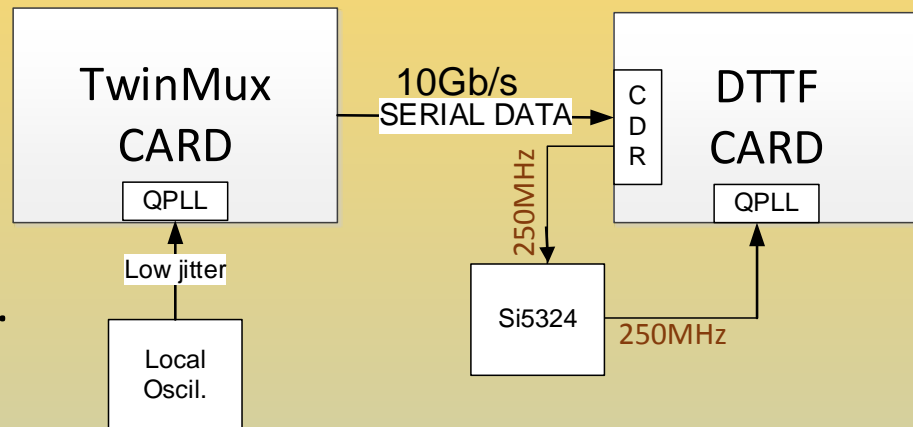 TwinMux
CARD
QPLL
Low jitter
Local
Oscil.
10Gb/s
SERIAL DATA
C
D
R
DTTF
CARD
QPLL
250MHz
Si5324
250MHz
.